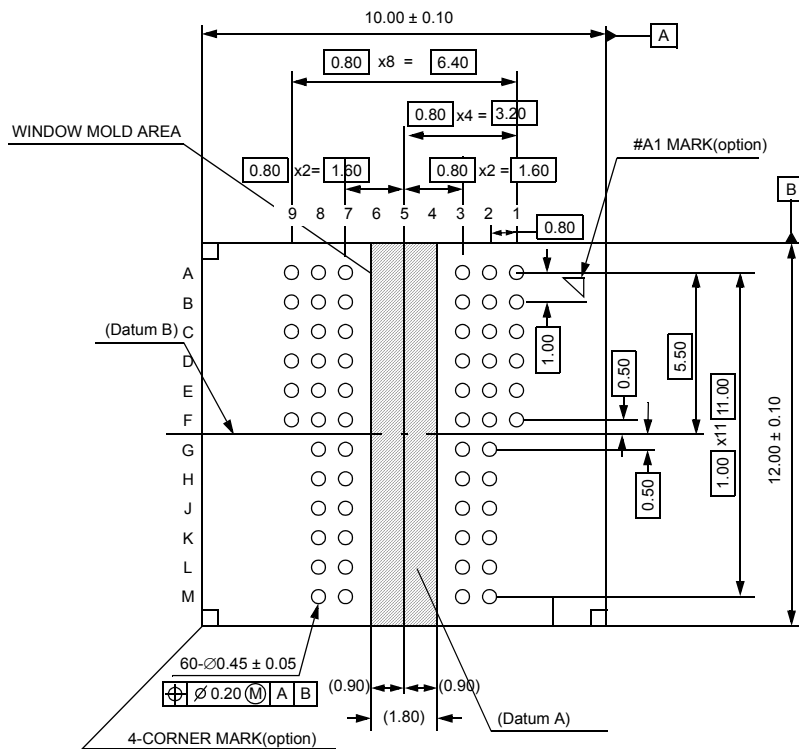 10.00 ± 0.10
A
0.80 x8 = 6.40
0.80 x4 = 3.20
WINDOW MOLD AREA
#A1 MARK(option)
0.80 x2= 1.60
0.80 x2 = 1.60
B
9 8 7 6 5 4 3 2 1
0.80
A
B
C
(Datum B)
D
E
F
G
H
J
K
L
M
1.00
5.50
0.50
0.50
1.00 x11 11.00
12.00 ± 0.10
60-∅0.45 ± 0.05
⌖ ∅ 0.20 Ⓜ A B
(0.90) (0.90)
(1.80)
(Datum A)
4-CORNER MARK(option)